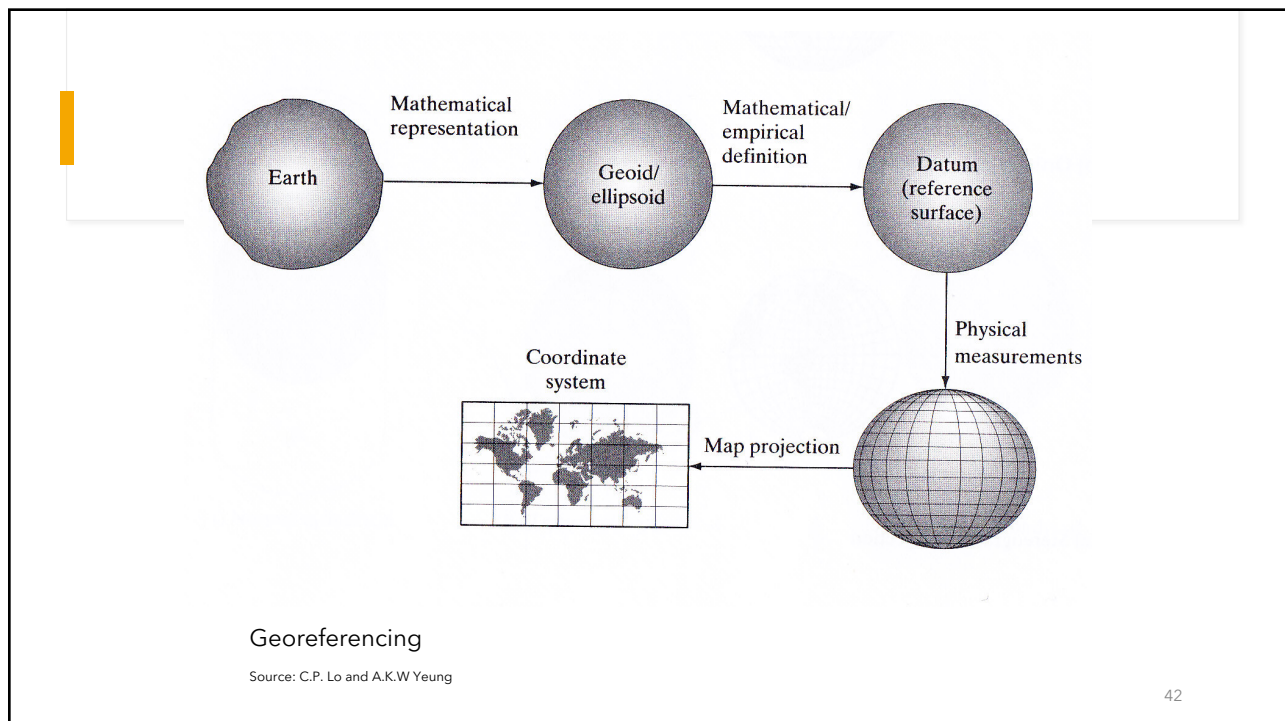 Earth
Mathematical
representation
Geoid/
ellipsoid
Mathematical/
empirical
definition
Datum
(reference
surface)
Physical
measurements
Map projection
Coordinate
system
Georeferencing
Source: C.P. Lo and A.K.W Yeung
42